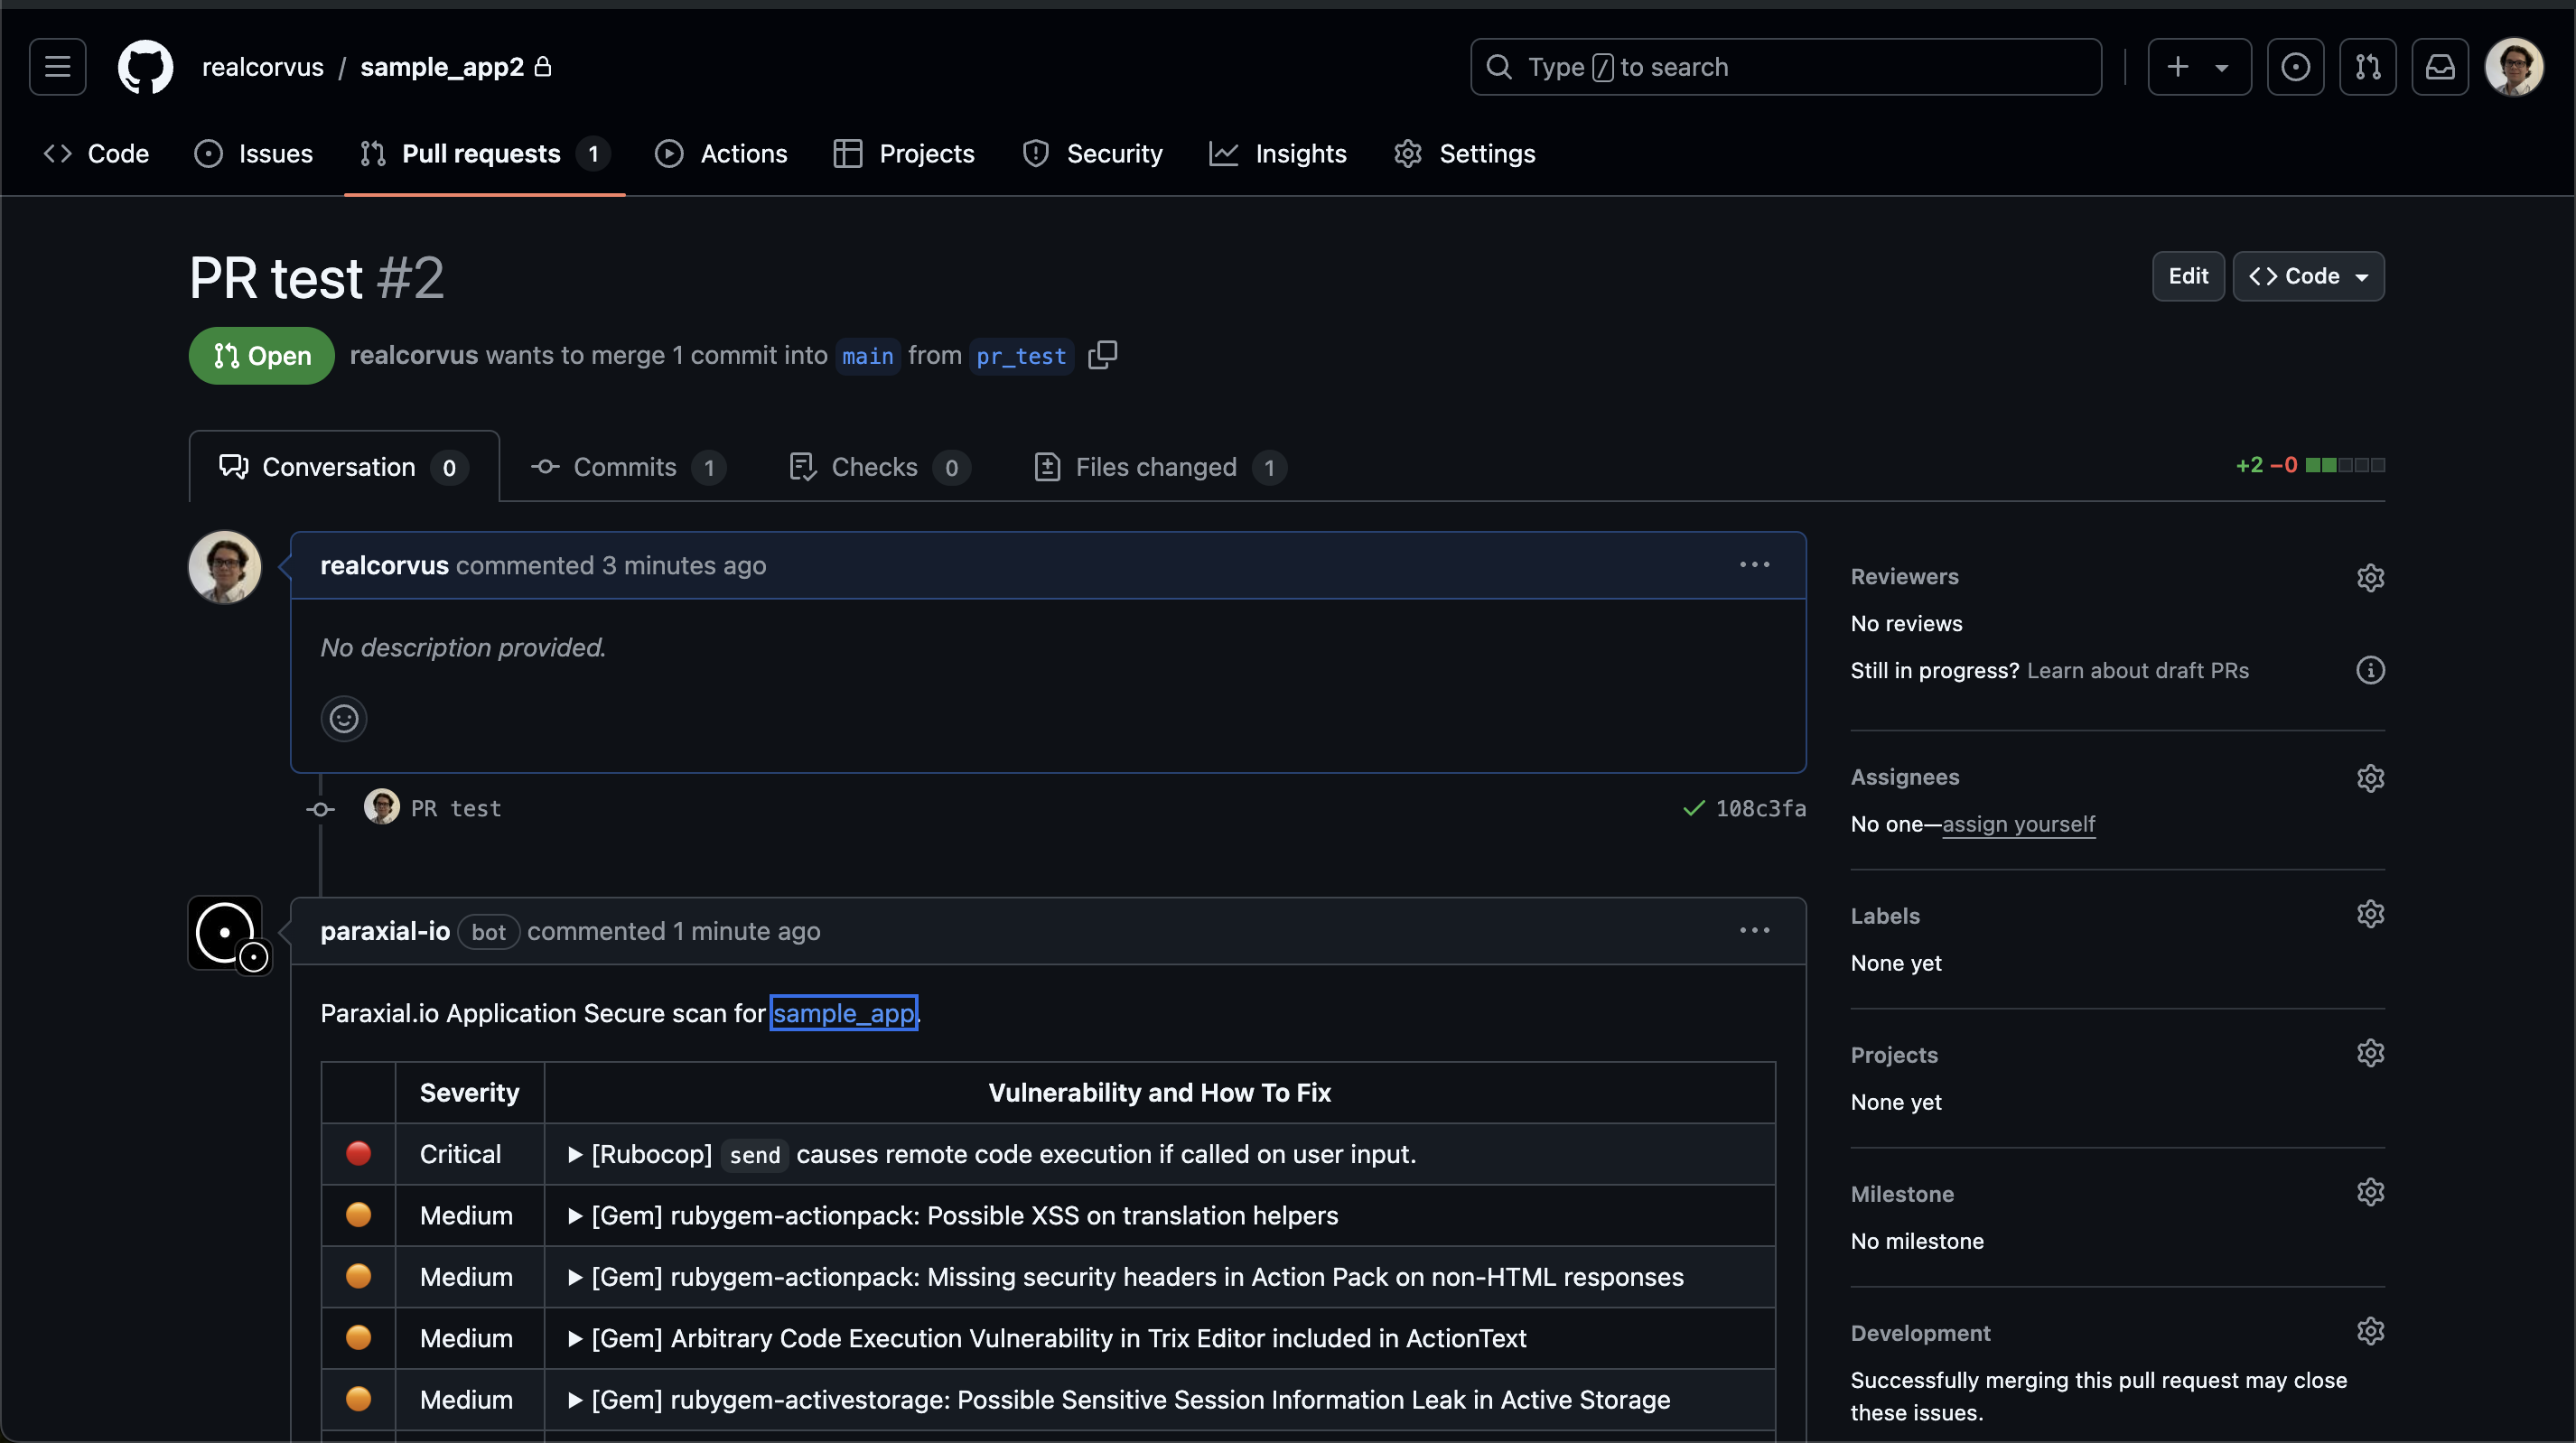 realcorvus / sample_app2
Type / to search
Code
Issues
Pull requests 1
Actions
Projects
Security
Insights
Settings
PR test #2
Edit
Code
Open
realcorvus wants to merge 1 commit into main from pr_test
Conversation 0
Commits 1
Checks 0
Files changed 1
+2 −0
realcorvus commented 3 minutes ago
No description provided.
PR test
108c3fa
paraxial-io bot commented 1 minute ago
Paraxial.io Application Secure scan for sample_app.
Severity
Vulnerability and How To Fix
Critical
[Rubocop] send causes remote code execution if called on user input.
Medium
[Gem] rubygem-actionpack: Possible XSS on translation helpers
Medium
[Gem] rubygem-actionpack: Missing security headers in Action Pack on non-HTML responses
Medium
[Gem] Arbitrary Code Execution Vulnerability in Trix Editor included in ActionText
Medium
[Gem] rubygem-activestorage: Possible Sensitive Session Information Leak in Active Storage
Reviewers
No reviews
Still in progress? Learn about draft PRs
Assignees
No one—assign yourself
Labels
None yet
Projects
None yet
Milestone
No milestone
Development
Successfully merging this pull request may close
these issues.